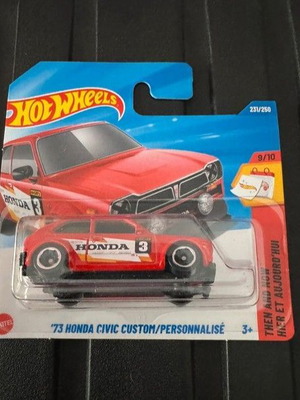 HOT WHEELS
231/250
9/10
HONDA 3
HONDA 3
THEN AND NOW
HIER ET AUJOURD'HUI
'73 HONDA CIVIC CUSTOM/PERSONNALISÉ
3+
MATTEL